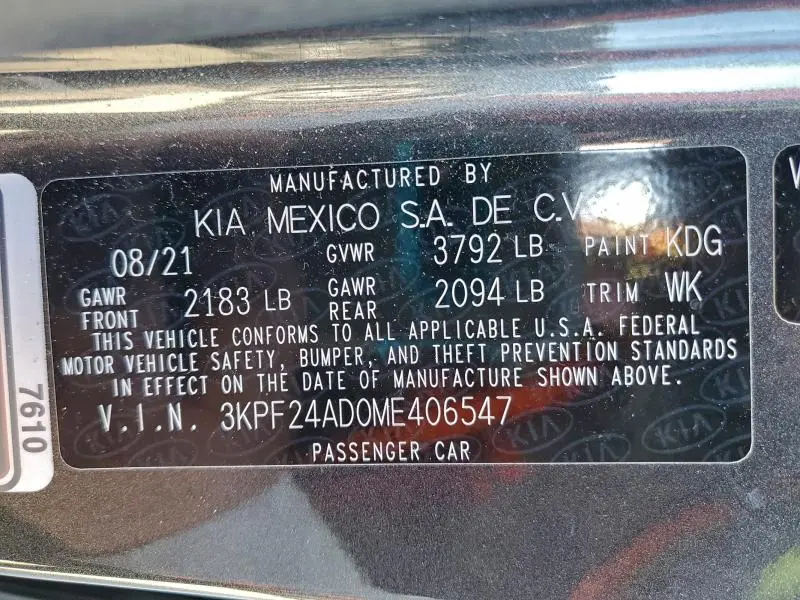 MANUFACTURED BY
KIA MEXICO S.A. DE C.V
08/21 GVWR 3792 LB PAINT KDG
GAWR FRONT 2183 LB GAWR REAR 2094 LB TRIM WK
THIS VEHICLE CONFORMS TO ALL APPLICABLE U.S.A. FEDERAL
MOTOR VEHICLE SAFETY, BUMPER, AND THEFT PREVENTION STANDARDS
IN EFFECT ON THE DATE OF MANUFACTURE SHOWN ABOVE.
V.I.N. 3KPF24AD0ME406547
PASSENGER CAR
7610